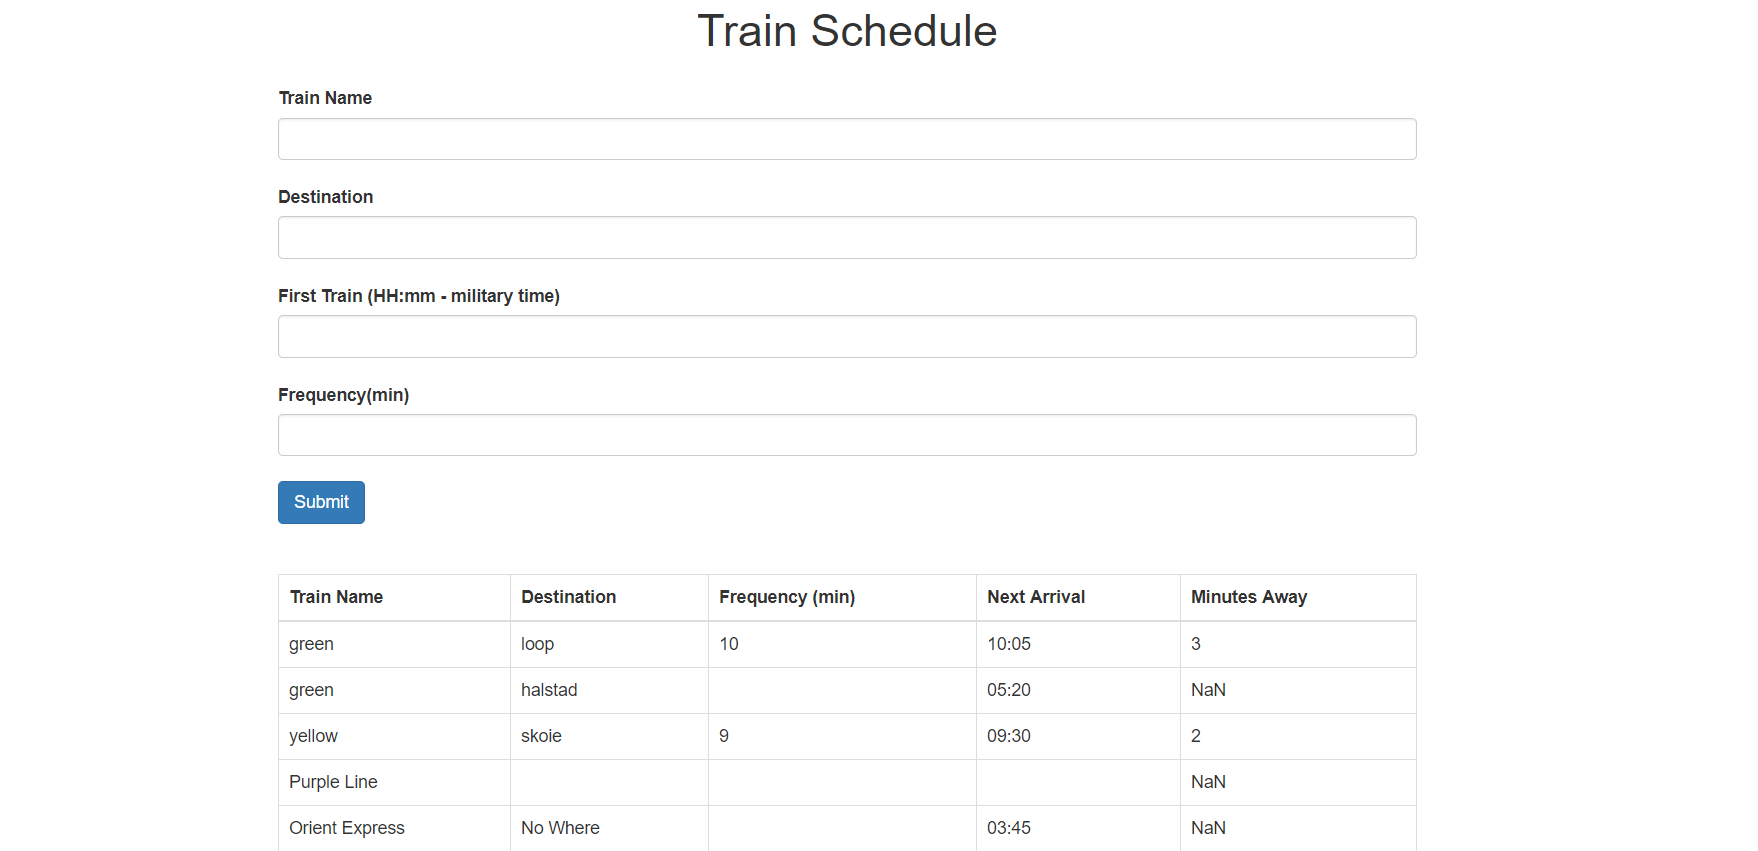 Train Schedule
Train Name
Destination
First Train (HH:mm - military time)
Frequency(min)
Submit
Train Name Destination Frequency (min) Next Arrival Minutes Away
green loop 10 10:05 3
green halstad 05:20 NaN
yellow skoie 9 09:30 2
Purple Line NaN
Orient Express No Where 03:45 NaN